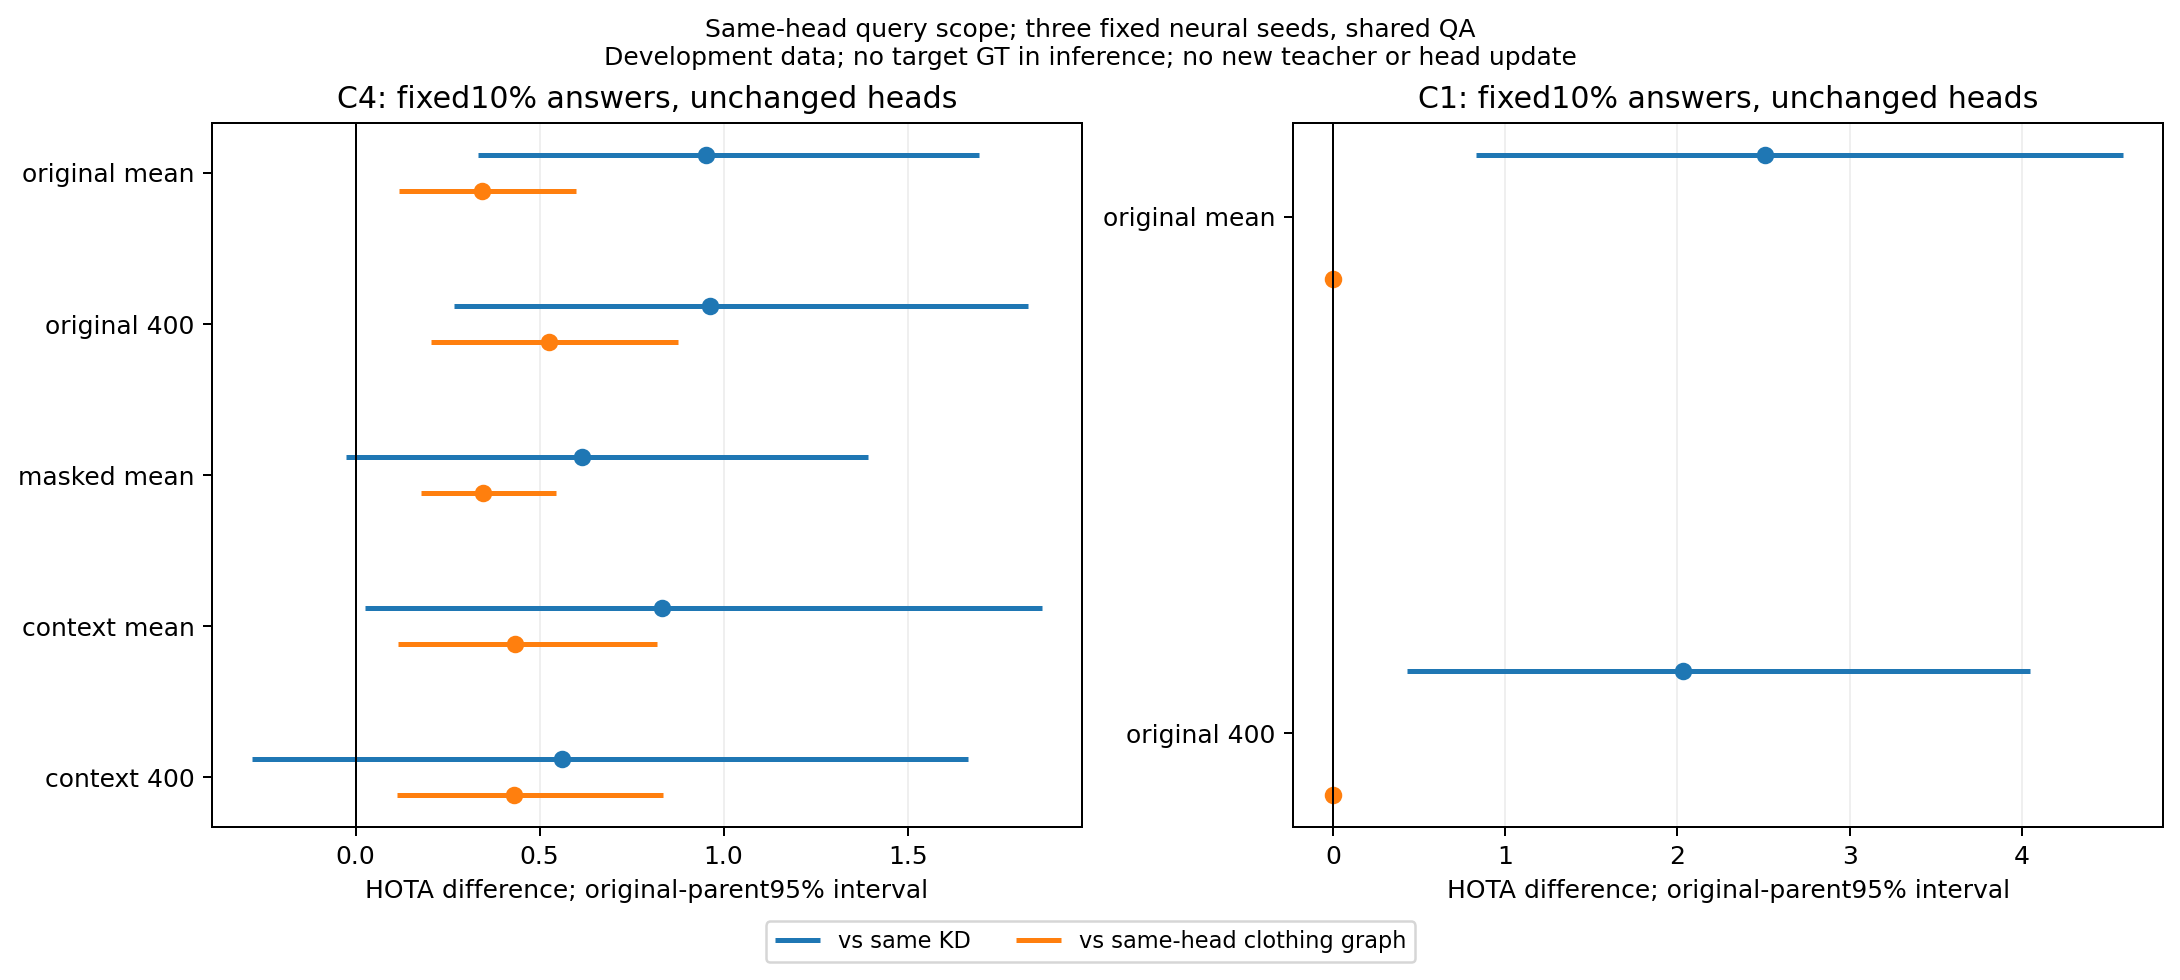 Same-head query scope; three fixed neural seeds, shared QA
Development data; no target GT in inference; no new teacher or head update
C4: fixed10% answers, unchanged heads
original mean
original 400
masked mean
context mean
context 400
0.0 0.5 1.0 1.5
HOTA difference; original-parent95% interval
C1: fixed10% answers, unchanged heads
original mean
original 400
0 1 2 3 4
HOTA difference; original-parent95% interval
vs same KD
vs same-head clothing graph